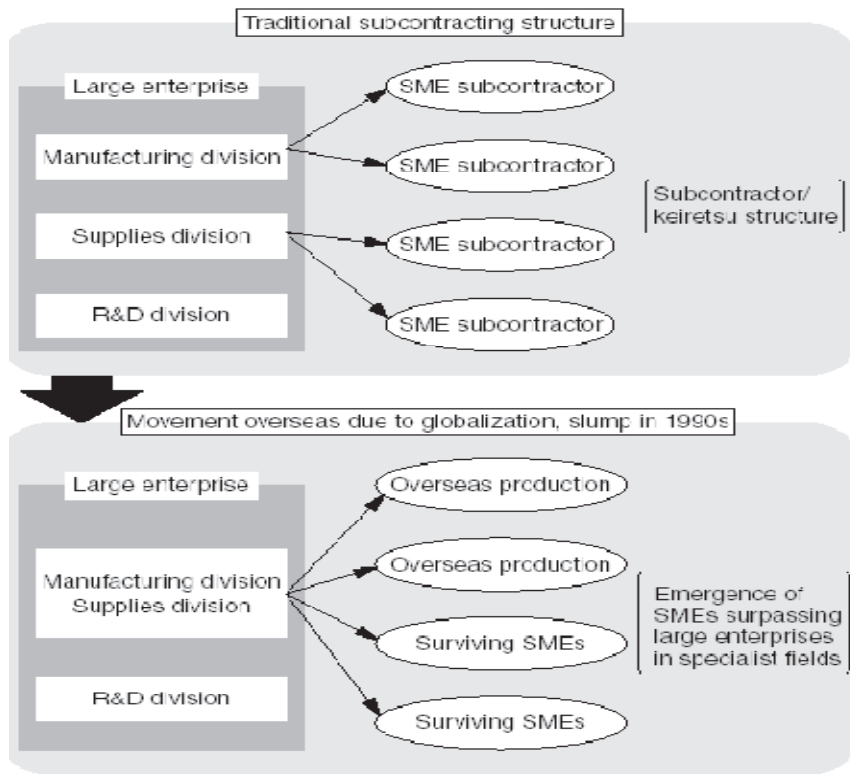 Traditional subcontracting structure
Large enterprise
Manufacturing division
Supplies division
R&D division
SME subcontractor
SME subcontractor
SME subcontractor
SME subcontractor
Subcontractor/
keiretsu structure
Movement overseas due to globalization, slump in 1990s
Large enterprise
Manufacturing division
Supplies division
R&D division
Overseas production
Overseas production
Surviving SMEs
Surviving SMEs
Emergence of
SMEs surpassing
large enterprises
in specialist fields